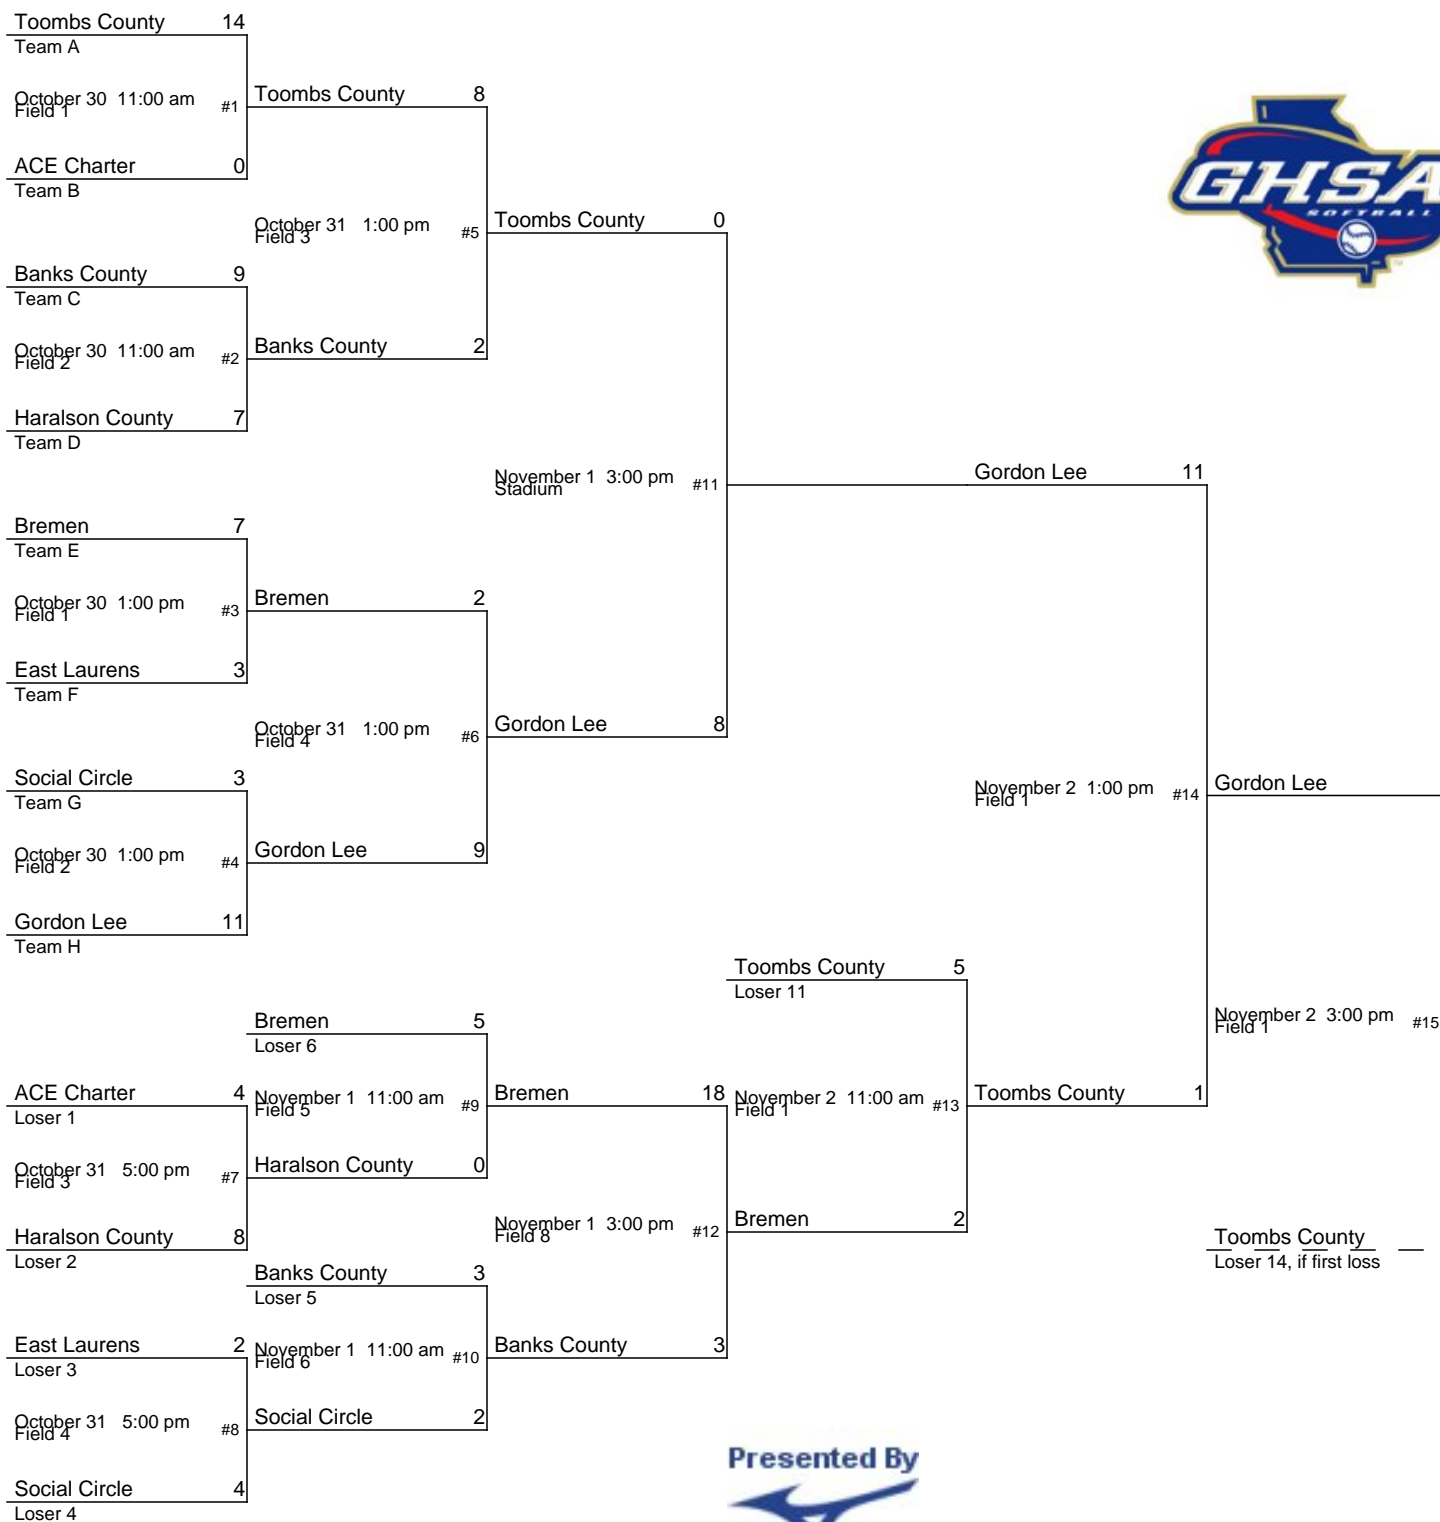 Toombs County 14
Team A
October 30 11:00 am #1
Field 1
ACE Charter 0
Team B
Banks County 9
Team C
October 30 11:00 am #2
Field 2
Haralson County 7
Team D
Bremen 7
Team E
October 30 1:00 pm #3
Field 1
East Laurens 3
Team F
Social Circle 3
Team G
October 30 1:00 pm #4
Field 2
Gordon Lee 11
Team H
ACE Charter 4
Loser 1
October 31 5:00 pm #7
Field 3
Haralson County 8
Loser 2
East Laurens 2
Loser 3
October 31 5:00 pm #8
Field 4
Social Circle 4
Loser 4
Toombs County 8
October 31 1:00 pm #5
Field 3
Banks County 2
Bremen 2
October 31 1:00 pm #6
Field 4
Gordon Lee 9
Bremen 5
Loser 6
November 1 11:00 am #9
Field 5
Haralson County 0
Banks County 3
Loser 5
November 1 11:00 am #10
Field 6
Social Circle 2
Toombs County 0
November 1 3:00 pm #11
Stadium
Gordon Lee 8
Bremen 18
November 1 3:00 pm #12
Field 8
Banks County 3
Toombs County 5
Loser 11
November 2 11:00 am #13
Field 1
Bremen 2
Gordon Lee 11
November 2 1:00 pm #14
Field 1
Toombs County 1
Gordon Lee
November 2 3:00 pm #15
Field 1
Toombs County
Loser 14, if first loss
GHSA
SOFTBALL
TM
Presented By